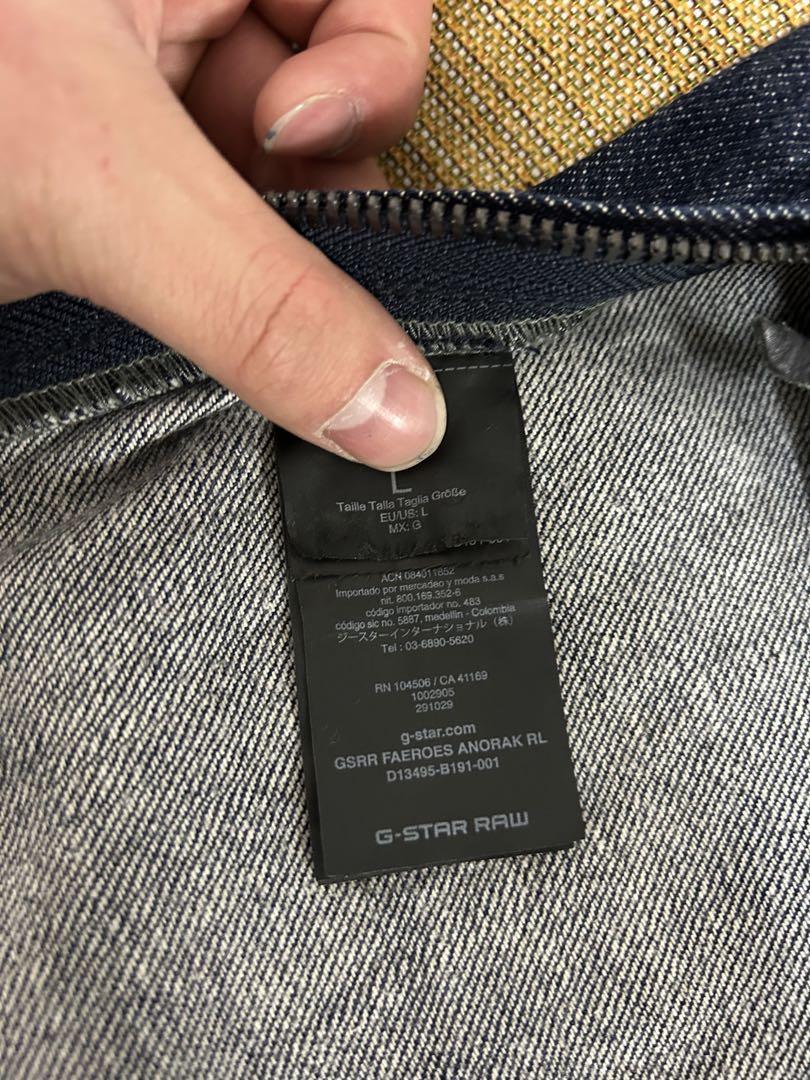 L
Taille Talla Taglia Größe
EU/US: L
MX: G
ACN 084011852
Importado por mercadeo y moda s.a.s
nit. 800.169.352-6
código importador no. 483
código sic no. 5887, medellin - Colombia
ジースターインターナショナル（株）
Tel : 03-6890-5620
RN 104506 / CA 41169
1002905
291029
g-star.com
GSRR FAEROES ANORAK RL
D13495-B191-001
G-STAR RAW